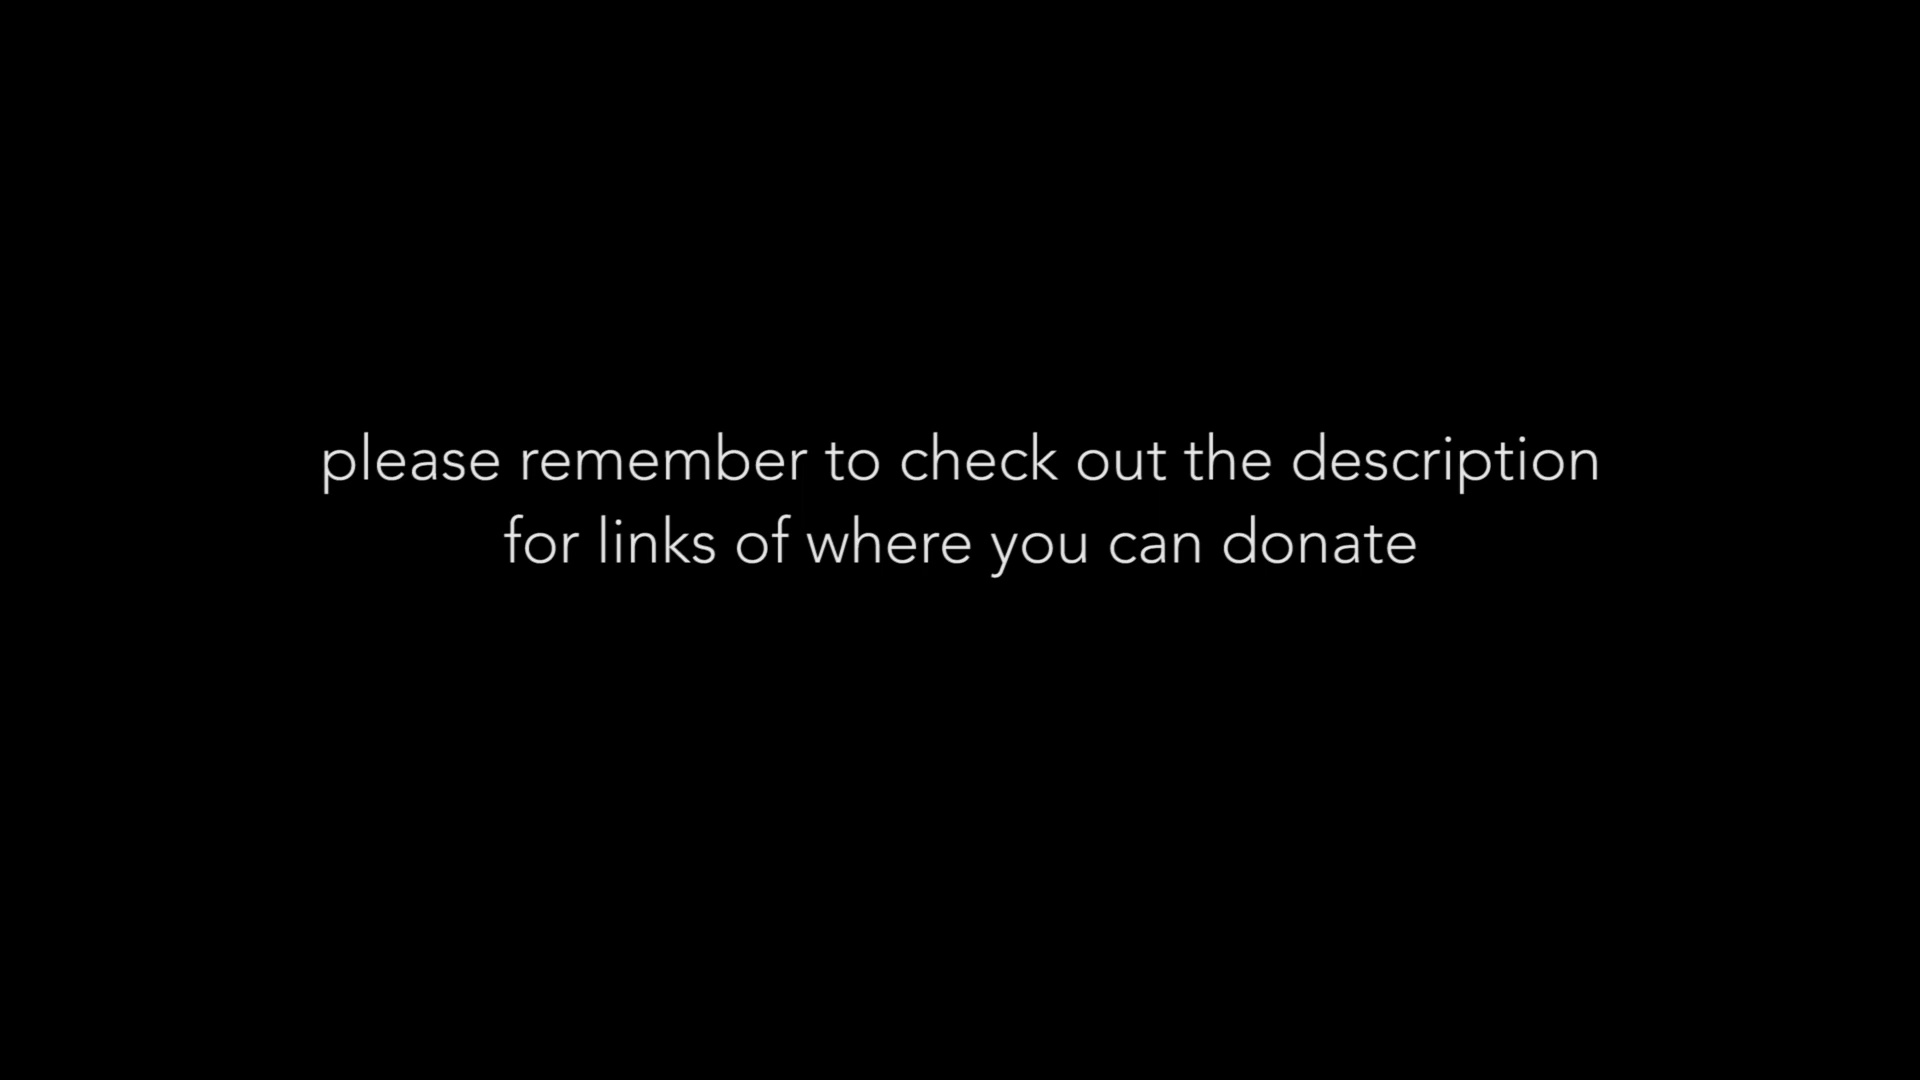 please remember to check out the description
for links of where you can donate